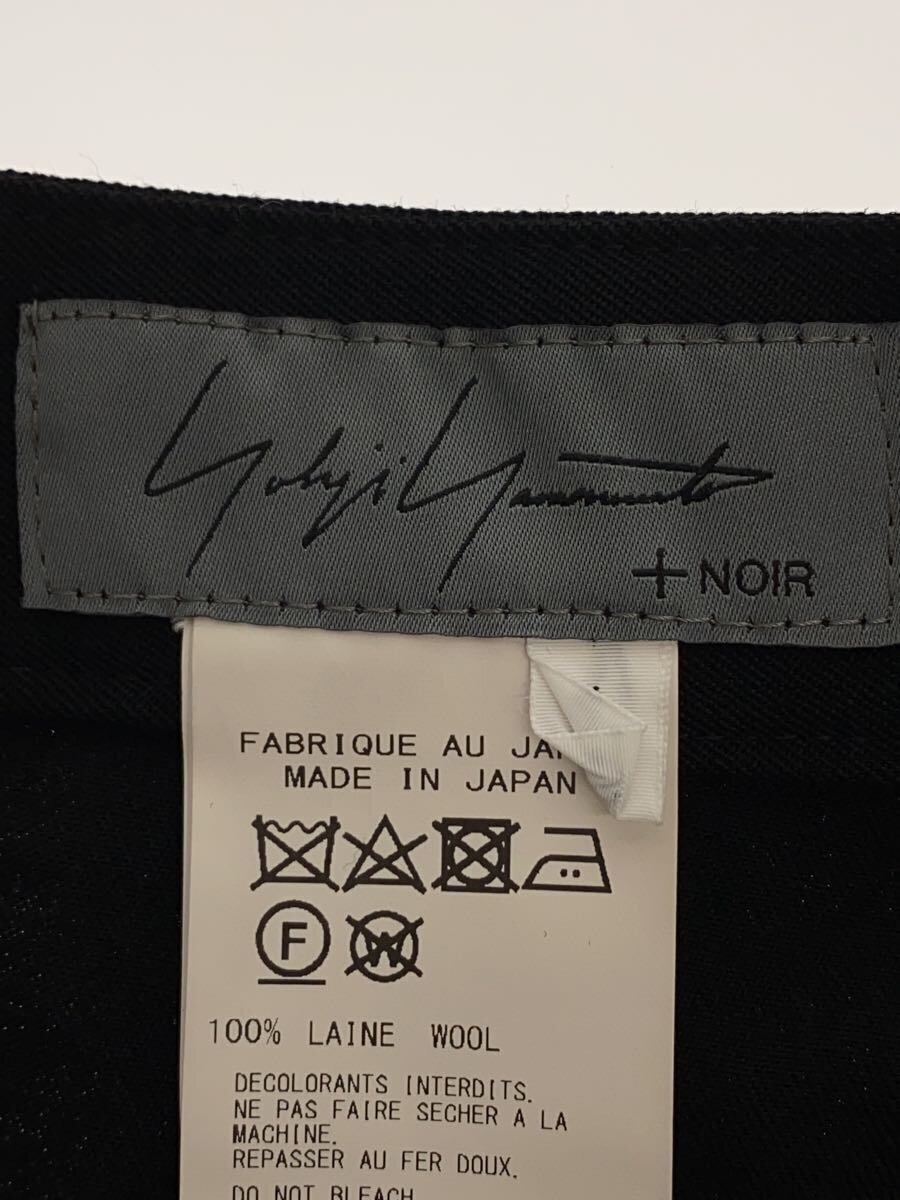 Yohji Yamamoto
+ NOIR
FABRIQUE AU
MADE IN JAPAN
F
W
100% LAINE WOOL
DECOLORANTS INTERDITS.
NE PAS FAIRE SECHER A LA
MACHINE.
REPASSER AU FER DOUX.
DO NOT BLEACH